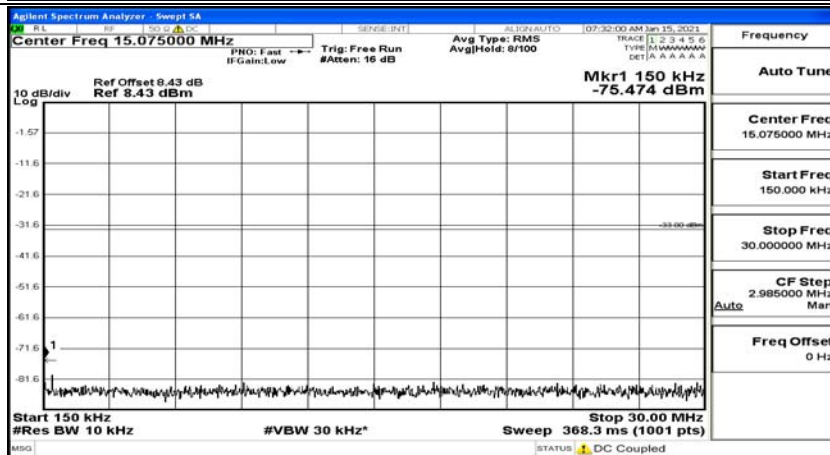 Agilent Spectrum Analyzer - Swept SA
RL RF 50 Ω DC SENSE:INT ALIGN AUTO 07:32:00 AM Jan 15, 2021
Center Freq 15.075000 MHz
PNO: Fast
IFGain:Low
Trig: Free Run
#Atten: 16 dB
Avg Type: RMS
Avg|Hold: 8/100
TRACE 1 2 3 4 5 6
TYPE M WWWWW
DET A A A A A A
Ref Offset 8.43 dB
Ref 8.43 dBm
10 dB/div
Log
Mkr1 150 kHz
-75.474 dBm
-1.57
-11.6
-21.6
-31.6
-33.00 dBm
-41.6
-51.6
-61.6
-71.6
1
-81.6
Start 150 kHz
Stop 30.00 MHz
#Res BW 10 kHz
#VBW 30 kHz*
Sweep 368.3 ms (1001 pts)
MSG
STATUS DC Coupled
Frequency
Auto Tune
Center Freq
15.075000 MHz
Start Freq
150.000 kHz
Stop Freq
30.000000 MHz
CF Step
2.985000 MHz
Auto Man
Freq Offset
0 Hz